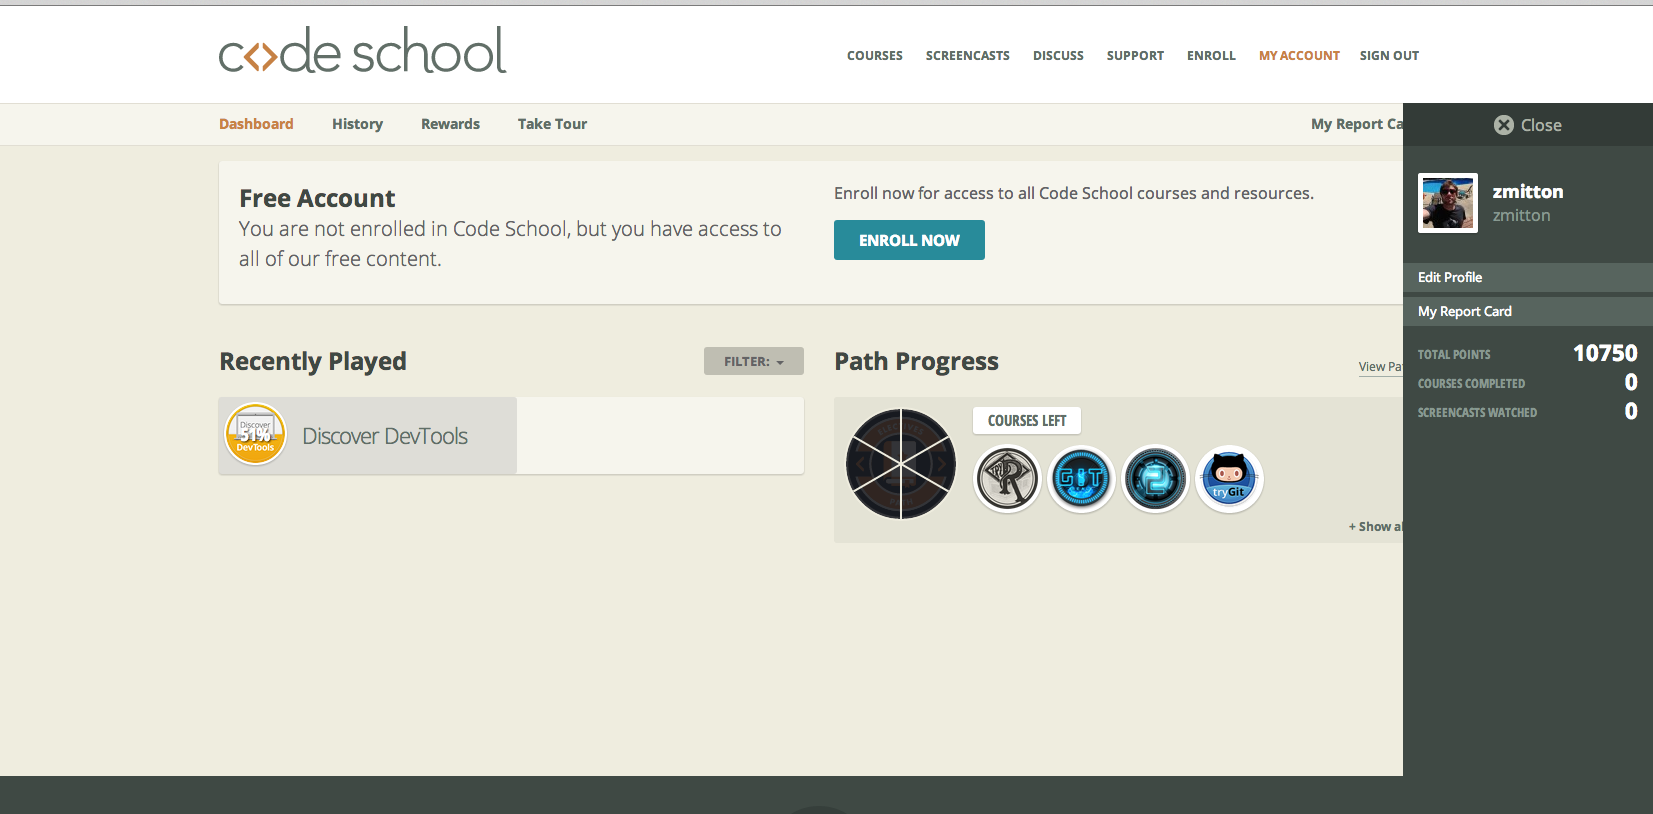 code school
COURSES SCREENCASTS DISCUSS SUPPORT ENROLL MY ACCOUNT SIGN OUT
Dashboard History Rewards Take Tour My Report Ca
Close
zmitton
zmitton
Edit Profile
My Report Card
TOTAL POINTS 10750
COURSES COMPLETED 0
SCREENCASTS WATCHED 0
Free Account
You are not enrolled in Code School, but you have access to
all of our free content.
Enroll now for access to all Code School courses and resources.
ENROLL NOW
Recently Played
FILTER:
Discover
51%
DevTools
Discover DevTools
Path Progress
View Pa
COURSES LEFT
R
GIT
2
tryGit
+ Show al